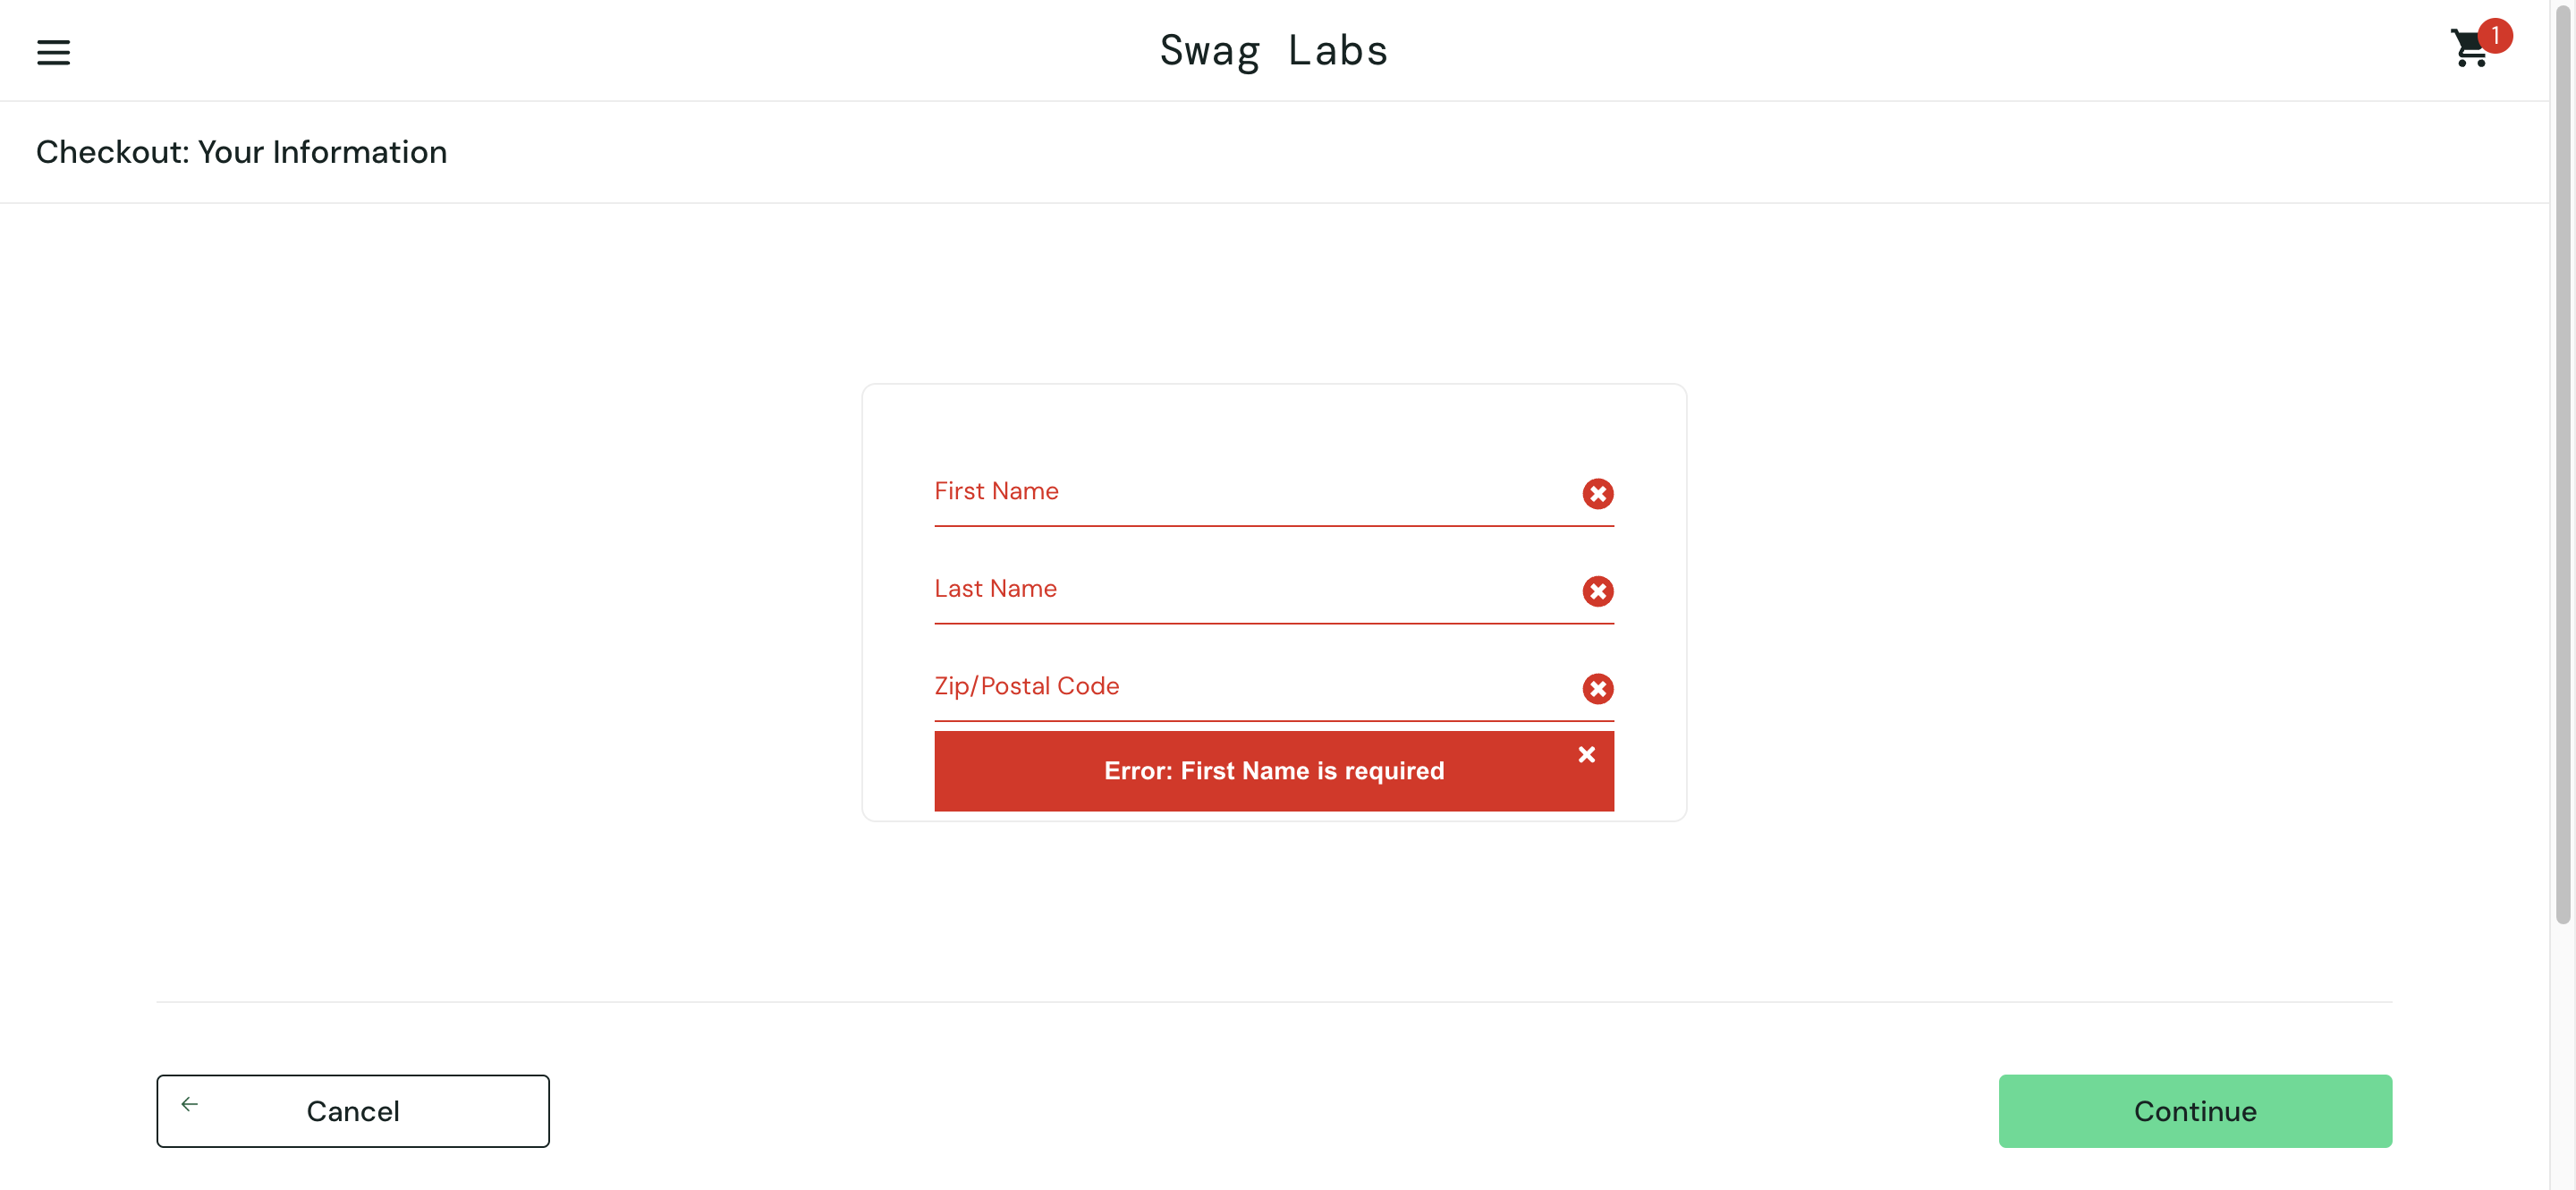 Swag Labs
1
Checkout: Your Information
First Name
Last Name
Zip/Postal Code
Error: First Name is required
Cancel
Continue